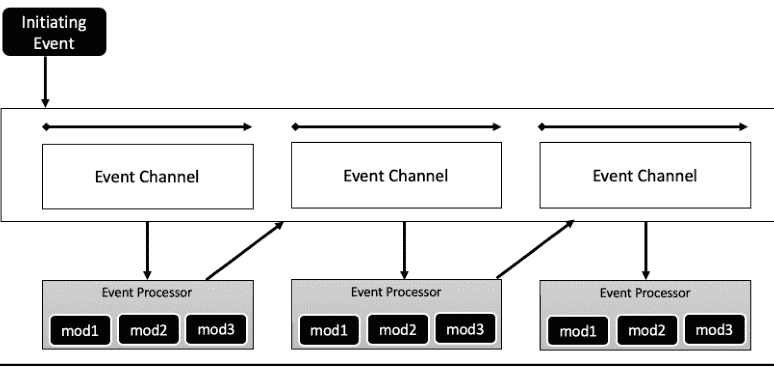 Initiating
Event
Event Channel
Event Channel
Event Channel
Event Processor
mod1 mod2 mod3
Event Processor
mod1 mod2 mod3
Event Processor
mod1 mod2 mod3